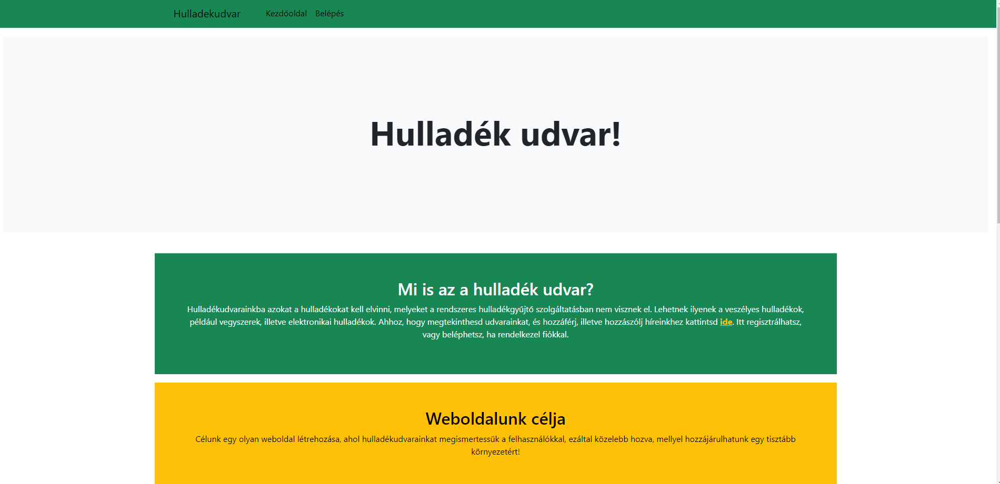 Hulladekudvar Kezdőoldal Belépés
Hulladék udvar!
Mi is az a hulladék udvar?
Hulladékudvarainkba azokat a hulladékokat kell elvinni, melyeket a rendszeres hulladékgyűjtő szolgáltatásban nem visznek el. Lehetnek ilyenek a veszélyes hulladékok,
például vegyszerek, illetve elektronikai hulladékok. Ahhoz, hogy megtekinthesd udvarainkat, és hozzáférj, illetve hozzászólj híreinkhez kattintsd ide. Itt regisztrálhatsz,
vagy beléphetsz, ha rendelkezel fiókkal.
Weboldalunk célja
Célunk egy olyan weboldal létrehozása, ahol hulladékudvarainkat megismertessük a felhasználókkal, ezáltal közelebb hozva, mellyel hozzájárulhatunk egy tisztább
környezetért!